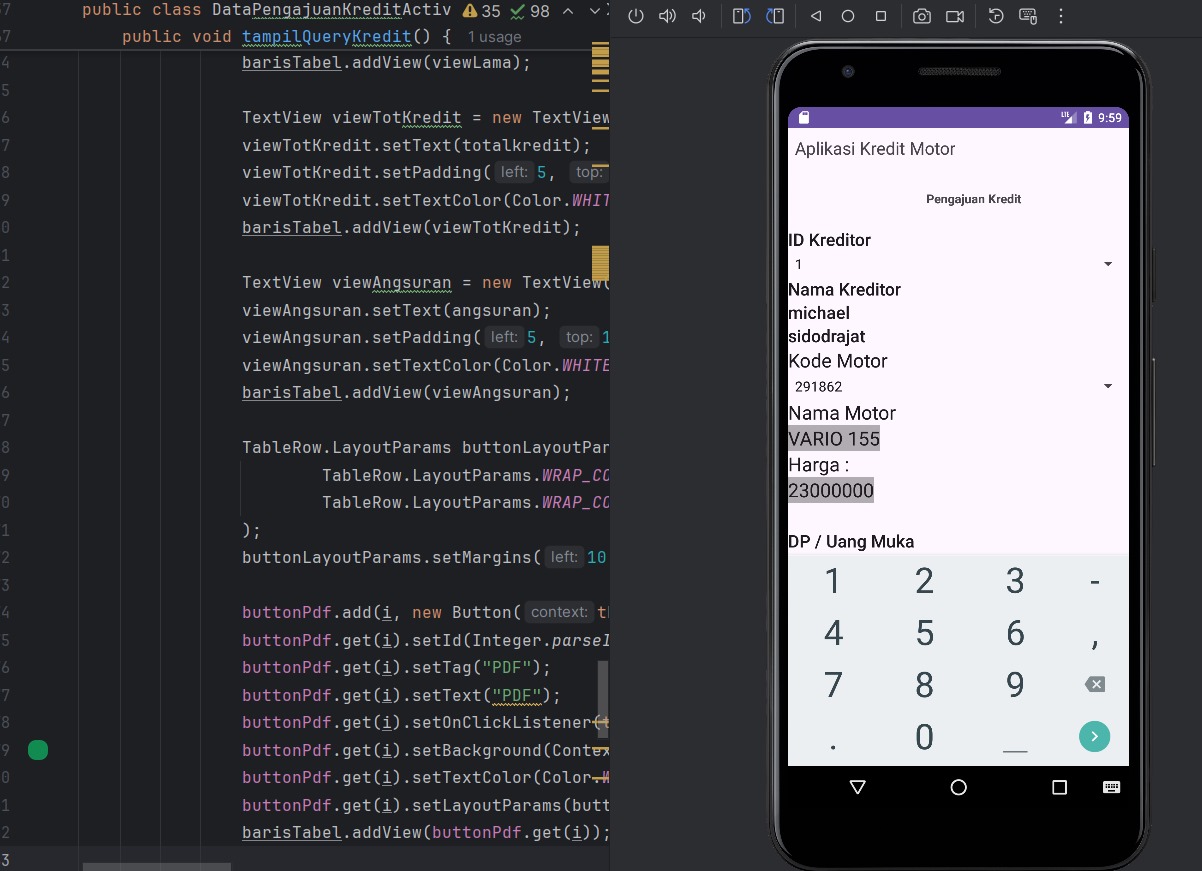 57 public class DataPengajuanKreditActiv 35 98
57 public void tampilQueryKredit() { 1 usage
4 barisTabel.addView(viewLama);
5
6 TextView viewTotKredit = new TextView
7 viewTotKredit.setText(totalkredit);
8 viewTotKredit.setPadding( left: 5, top:
9 viewTotKredit.setTextColor(Color.WHIT
0 barisTabel.addView(viewTotKredit);
1
2 TextView viewAngsuran = new TextView(
3 viewAngsuran.setText(angsuran);
4 viewAngsuran.setPadding( left: 5, top: 1
5 viewAngsuran.setTextColor(Color.WHITE
6 barisTabel.addView(viewAngsuran);
7
8 TableRow.LayoutParams buttonLayoutPar
9 TableRow.LayoutParams.WRAP_CO
0 TableRow.LayoutParams.WRAP_CO
1 );
2 buttonLayoutParams.setMargins( left: 10
3
4 buttonPdf.add(i, new Button( context: th
5 buttonPdf.get(i).setId(Integer.parseI
6 buttonPdf.get(i).setTag("PDF");
7 buttonPdf.get(i).setText("PDF");
8 buttonPdf.get(i).setOnClickListener(t
9 buttonPdf.get(i).setBackground(Contex
0 buttonPdf.get(i).setTextColor(Color.W
1 buttonPdf.get(i).setLayoutParams(butt
2 barisTabel.addView(buttonPdf.get(i));
3
LTE 9:59
Aplikasi Kredit Motor
Pengajuan Kredit
ID Kreditor
1
Nama Kreditor
michael
sidodrajat
Kode Motor
291862
Nama Motor
VARIO 155
Harga :
23000000
DP / Uang Muka
1 2 3 -
4 5 6 ,
7 8 9
. 0